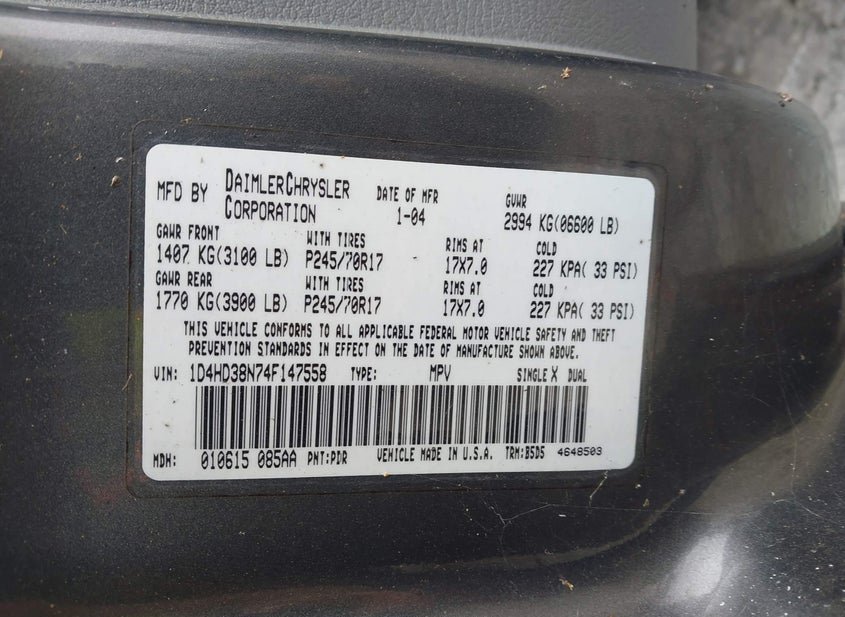 MFD BY DAIMLERCHRYSLER CORPORATION DATE OF MFR 1-04 GVWR 2994 KG(06600 LB)
GAWR FRONT WITH TIRES RIMS AT COLD
1407 KG(3100 LB) P245/70R17 17X7.0 227 KPA( 33 PSI)
GAWR REAR WITH TIRES RIMS AT COLD
1770 KG(3900 LB) P245/70R17 17X7.0 227 KPA( 33 PSI)
THIS VEHICLE CONFORMS TO ALL APPLICABLE FEDERAL MOTOR VEHICLE SAFETY AND THEFT
PREVENTION STANDARDS IN EFFECT ON THE DATE OF MANUFACTURE SHOWN ABOVE.
VIN: 1D4HD38N74F147558 TYPE: MPV SINGLE X DUAL
MDH: 010615 085AA PNT:PDR VEHICLE MADE IN U.S.A. TRM:B5D5 4648503